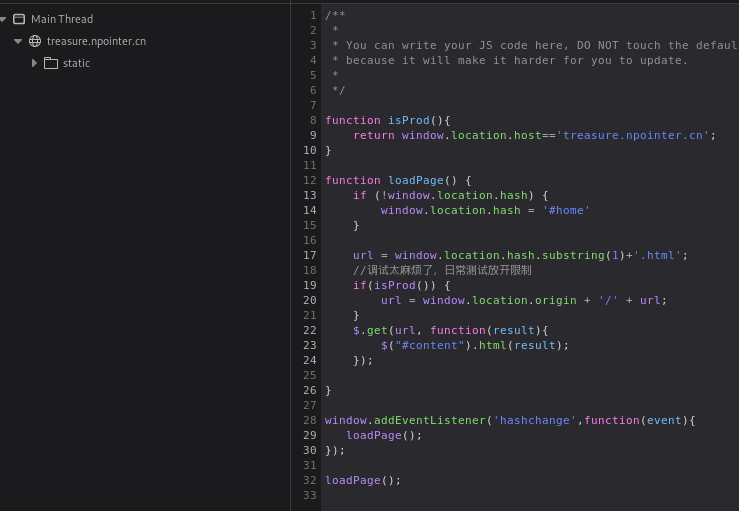 Main Thread
treasure.npointer.cn
static
1 /**
2 *
3 * You can write your JS code here, DO NOT touch the defaul
4 * because it will make it harder for you to update.
5 *
6 */
7
8 function isProd(){
9 return window.location.host=='treasure.npointer.cn';
10 }
11
12 function loadPage() {
13 if (!window.location.hash) {
14 window.location.hash = '#home'
15 }
16
17 url = window.location.hash.substring(1)+'.html';
18 //调试太麻烦了，日常测试放开限制
19 if(isProd()) {
20 url = window.location.origin + '/' + url;
21 }
22 $.get(url, function(result){
23 $("#content").html(result);
24 });
25
26 }
27
28 window.addEventListener('hashchange',function(event){
29 loadPage();
30 });
31
32 loadPage();
33